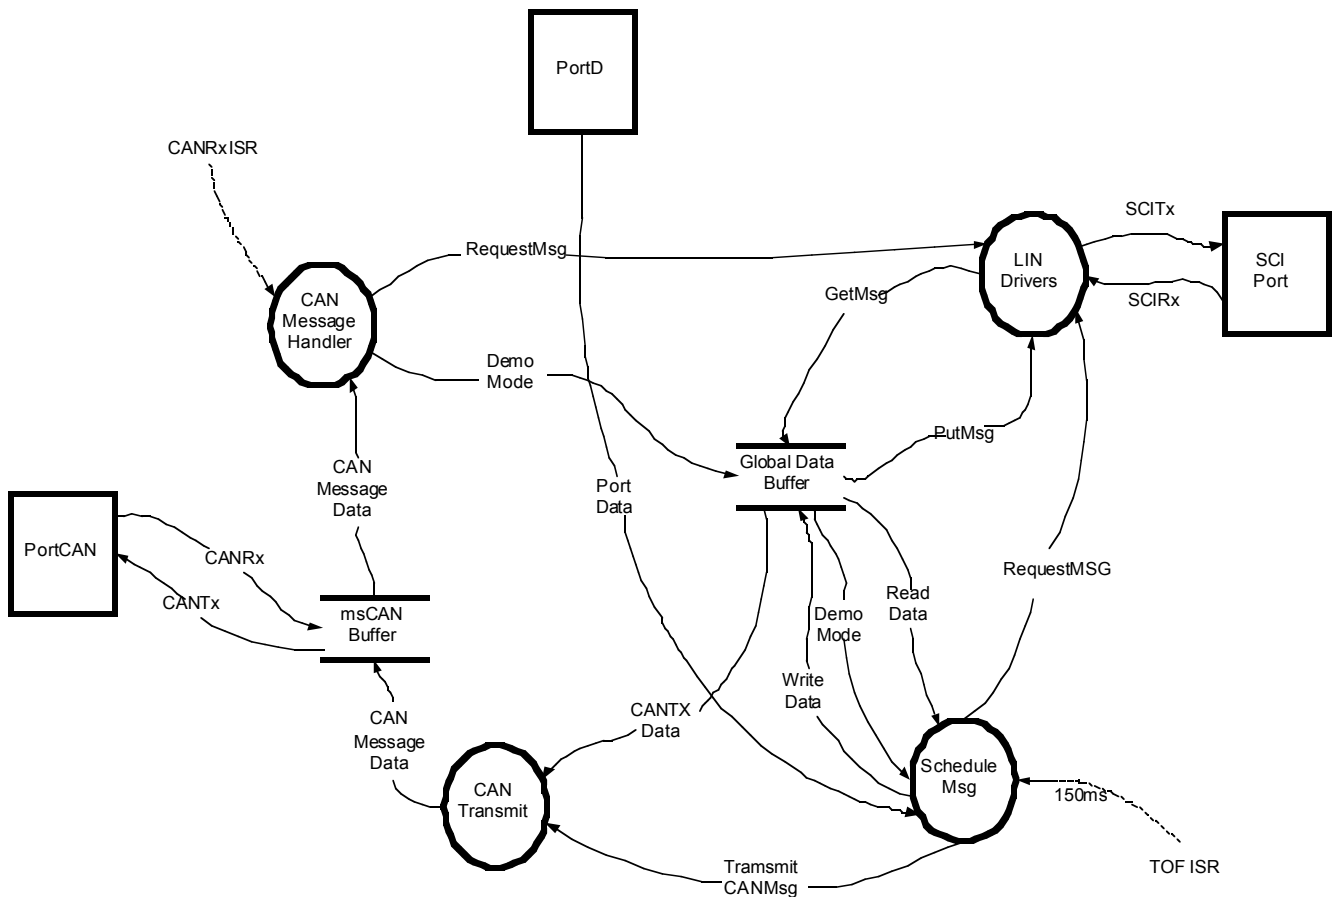 PortD
CANRxISR
SCITx
RequestMsg
LIN
Drivers
SCI
Port
CAN
Message
Handler
GetMsg
SCIRx
Demo
Mode
PutMsg
Global Data
Buffer
CAN
Message
Data
Port
Data
PortCAN
CANRx
RequestMSG
CANTx
msCAN
Buffer
Demo
Mode
Read
Data
Write
Data
CANTX
Data
CAN
Message
Data
Schedule
Msg
CAN
Transmit
150ms
Tramsmit
CANMsg
TOF ISR